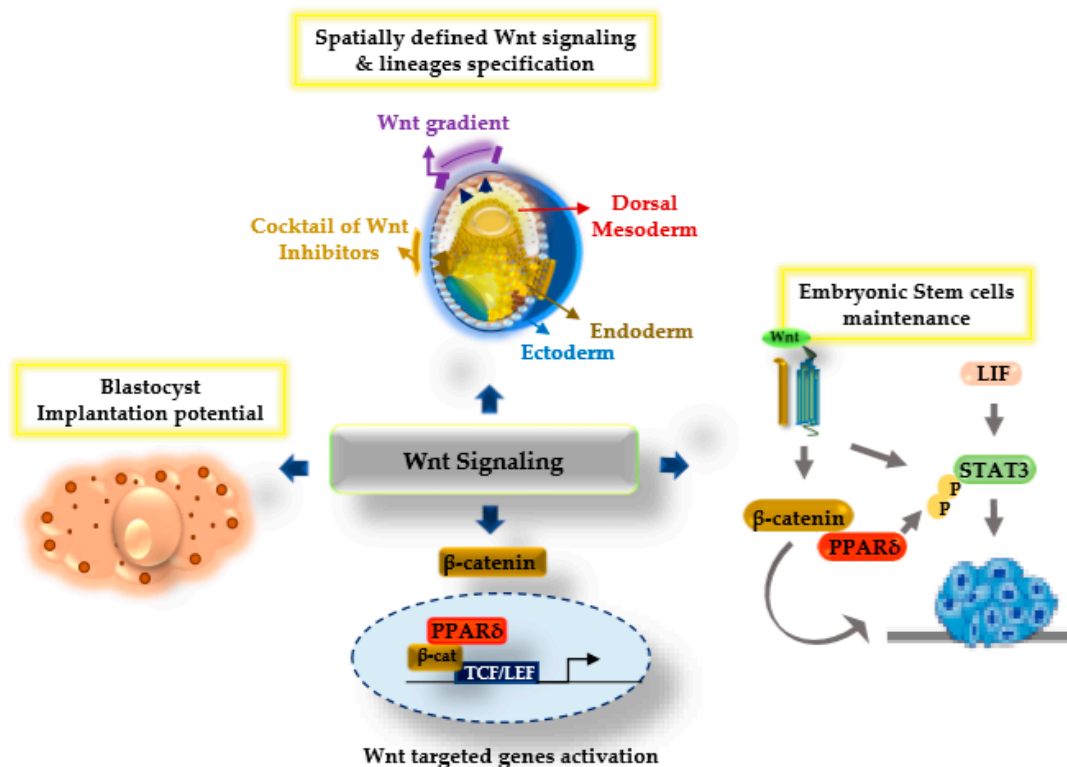 Spatially defined Wnt signaling
& lineages specification
Wnt gradient
Cocktail of Wnt
Inhibitors
Dorsal
Mesoderm
Endoderm
Ectoderm
Blastocyst
Implantation potential
Wnt Signaling
Embryonic Stem cells
maintenance
Wnt
LIF
STAT3
P
P
β-catenin
PPARδ
β-catenin
PPARδ
β-cat
TCF/LEF
Wnt targeted genes activation